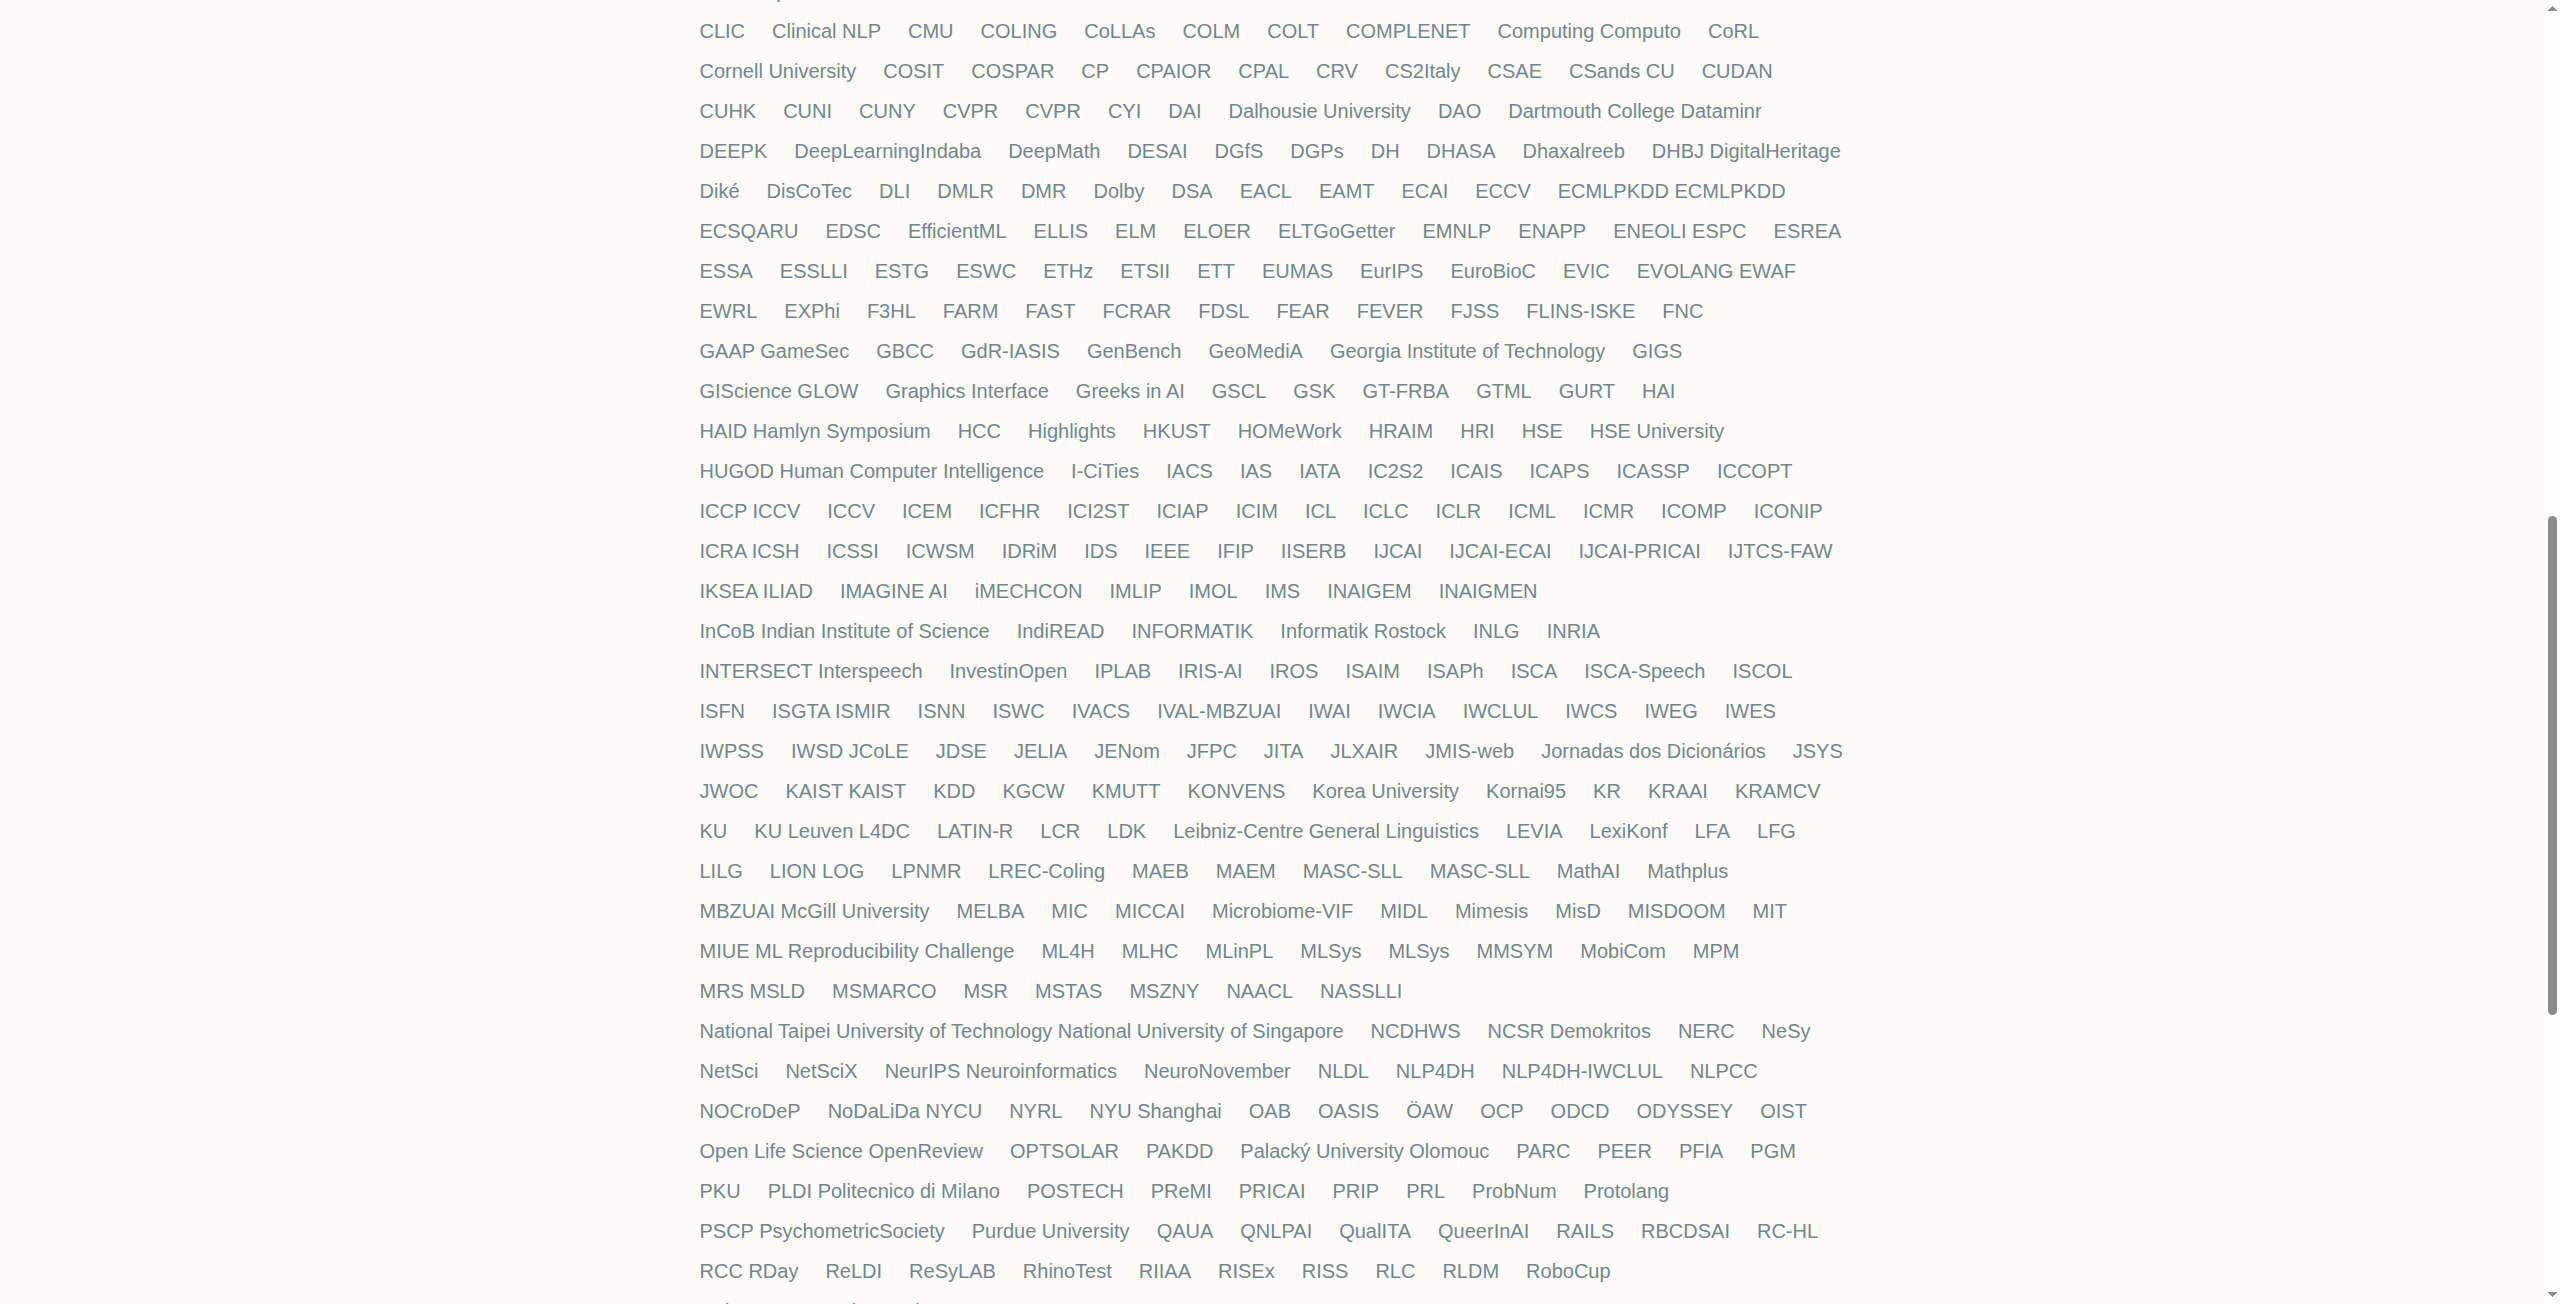 CLIC Clinical NLP CMU COLING CoLLAs COLM COLT COMPLENET Computing Computo CoRL
Cornell University COSIT COSPAR CP CPAIOR CPAL CRV CS2Italy CSAE CSands CU CUDAN
CUHK CUNI CUNY CVPR CVPR CYI DAI Dalhousie University DAO Dartmouth College Dataminr
DEEPK DeepLearningIndaba DeepMath DESAI DGfS DGPs DH DHASA Dhaxalreeb DHBJ DigitalHeritage
Diké DisCoTec DLI DMLR DMR Dolby DSA EACL EAMT ECAI ECCV ECMLPKDD ECMLPKDD
ECSQARU EDSC EfficientML ELLIS ELM ELOER ELTGoGetter EMNLP ENAPP ENEOLI ESPC ESREA
ESSA ESSLLI ESTG ESWC ETHz ETSII ETT EUMAS EurIPS EuroBioC EVIC EVOLANG EWAF
EWRL EXPhi F3HL FARM FAST FCRAR FDSL FEAR FEVER FJSS FLINS-ISKE FNC
GAAP GameSec GBCC GdR-IASIS GenBench GeoMediA Georgia Institute of Technology GIGS
GIScience GLOW Graphics Interface Greeks in AI GSCL GSK GT-FRBA GTML GURT HAI
HAID Hamlyn Symposium HCC Highlights HKUST HOMeWork HRAIM HRI HSE HSE University
HUGOD Human Computer Intelligence I-CiTies IACS IAS IATA IC2S2 ICAIS ICAPS ICASSP ICCOPT
ICCP ICCV ICCV ICEM ICFHR ICI2ST ICIAP ICIM ICL ICLC ICLR ICML ICMR ICOMP ICONIP
ICRA ICSH ICSSI ICWSM IDRiM IDS IEEE IFIP IISERB IJCAI IJCAI-ECAI IJCAI-PRICAI IJTCS-FAW
IKSEA ILIAD IMAGINE AI iMECHCON IMLIP IMOL IMS INAIGEM INAIGMEN
InCoB Indian Institute of Science IndiREAD INFORMATIK Informatik Rostock INLG INRIA
INTERSECT Interspeech InvestinOpen IPLAB IRIS-AI IROS ISAIM ISAPh ISCA ISCA-Speech ISCOL
ISFN ISGTA ISMIR ISNN ISWC IVACS IVAL-MBZUAI IWAI IWCIA IWCLUL IWCS IWEG IWES
IWPSS IWSD JCoLE JDSE JELIA JENom JFPC JITA JLXAIR JMIS-web Jornadas dos Dicionários JSYS
JWOC KAIST KAIST KDD KGCW KMUTT KONVENS Korea University Kornai95 KR KRAAI KRAMCV
KU KU Leuven L4DC LATIN-R LCR LDK Leibniz-Centre General Linguistics LEVIA LexiKonf LFA LFG
LILG LION LOG LPNMR LREC-Coling MAEB MAEM MASC-SLL MASC-SLL MathAI Mathplus
MBZUAI McGill University MELBA MIC MICCAI Microbiome-VIF MIDL Mimesis MisD MISDOOM MIT
MIUE ML Reproducibility Challenge ML4H MLHC MLinPL MLSys MLSys MMSYM MobiCom MPM
MRS MSLD MSMARCO MSR MSTAS MSZNY NAACL NASSLLI
National Taipei University of Technology National University of Singapore NCDHWS NCSR Demokritos NERC NeSy
NetSci NetSciX NeurIPS Neuroinformatics NeuroNovember NLDL NLP4DH NLP4DH-IWCLUL NLPCC
NOCroDeP NoDaLiDa NYCU NYRL NYU Shanghai OAB OASIS ÖAW OCP ODCD ODYSSEY OIST
Open Life Science OpenReview OPTSOLAR PAKDD Palacký University Olomouc PARC PEER PFIA PGM
PKU PLDI Politecnico di Milano POSTECH PReMI PRICAI PRIP PRL ProbNum Protolang
PSCP PsychometricSociety Purdue University QAUA QNLPAI QualITA QueerInAI RAILS RBCDSAI RC-HL
RCC RDay ReLDI ReSyLAB RhinoTest RIIAA RISEx RISS RLC RLDM RoboCup